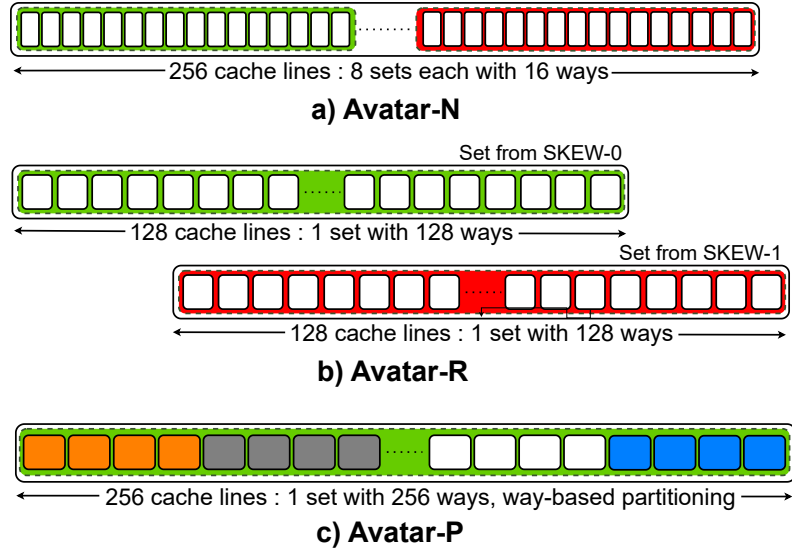 256 cache lines : 8 sets each with 16 ways
a) Avatar-N
Set from SKEW-0
128 cache lines : 1 set with 128 ways
Set from SKEW-1
128 cache lines : 1 set with 128 ways
b) Avatar-R
256 cache lines : 1 set with 256 ways, way-based partitioning
c) Avatar-P